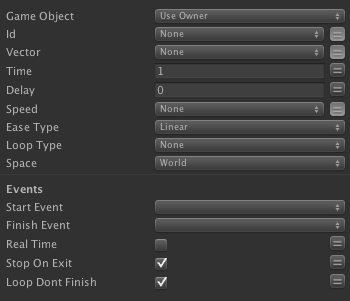 Game Object Use Owner
Id None
Vector None
Time 1
Delay 0
Speed None
Ease Type Linear
Loop Type None
Space World
Events
Start Event
Finish Event
Real Time
Stop On Exit
Loop Dont Finish